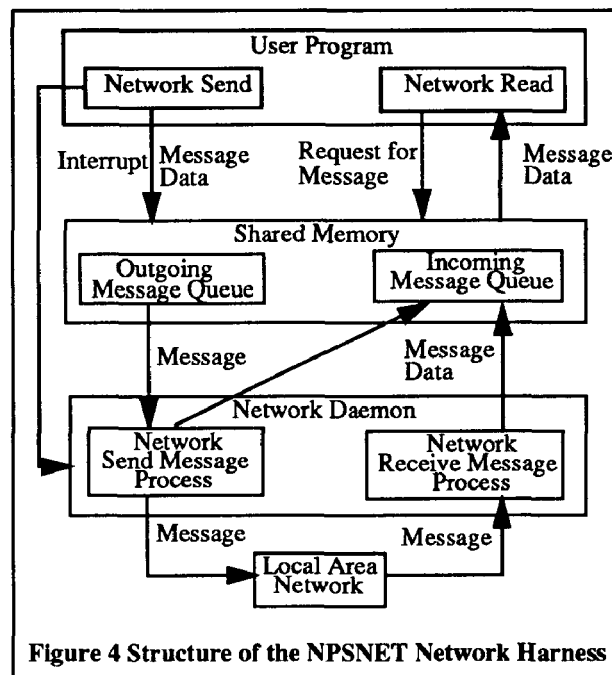 User Program
Network Send
Network Read
Interrupt
Message
Data
Request for
Message
Message
Data
Shared Memory
Outgoing
Message Queue
Incoming
Message Queue
Message
Message
Data
Network Daemon
Network
Send Message
Process
Network
Receive Message
Process
Message
Message
Local Area
Network
Figure 4 Structure of the NPSNET Network Harness